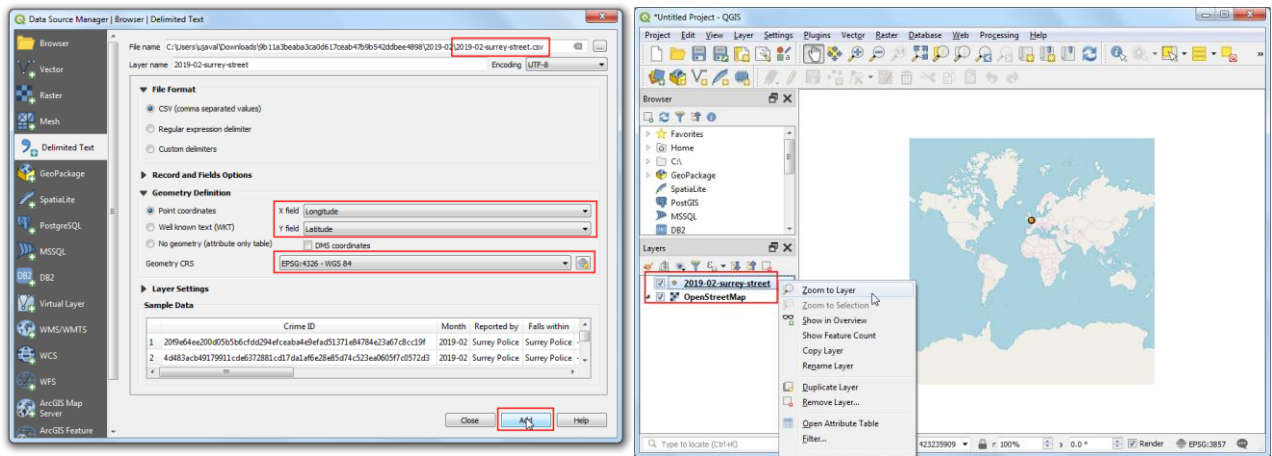 Data Source Manager | Browser | Delimited Text
Browser
Vector
Raster
Mesh
Delimited Text
GeoPackage
SpatiaLite
PostgreSQL
MSSQL
DB2 DB2
Virtual Layer
WMS/WMTS
WCS
WFS
ArcGIS Map
Server
ArcGIS Feature
File name C:\Users\ujaval\Downloads\9b11a3beaba3ca0d617ceab47b9b542ddbee4898\2019-02\2019-02-surrey-street.csv
Layer name 2019-02-surrey-street Encoding UTF-8
File Format
CSV (comma separated values)
Regular expression delimiter
Custom delimiters
Record and Fields Options
Geometry Definition
Point coordinates X field Longitude
Well known text (WKT) Y field Latitude
No geometry (attribute only table) DMS coordinates
Geometry CRS EPSG:4326 - WGS 84
Layer Settings
Sample Data
Crime ID Month Reported by Falls within
1 20f9e64ee200d05b5b6cfdd294efceaba4e9efad51371e84784e23a67c8cc19f 2019-02 Surrey Police Surrey Police
2 4d483acb49179911cde6372881cd17da1af6e28e85d74c523ea0605f7c0572d3 2019-02 Surrey Police Surrey Police
Close Add Help
*Untitled Project - QGIS
Project Edit View Layer Settings Plugins Vector Raster Database Web Processing Help
Browser
Favorites
Home
C:\
GeoPackage
SpatiaLite
PostGIS
MSSQL
DB2
Layers
2019-02-surrey-street
OpenStreetMap
Zoom to Layer
Zoom to Selection
Show in Overview
Show Feature Count
Copy Layer
Rename Layer
Duplicate Layer
Remove Layer...
Open Attribute Table
Filter...
Type to locate (Ctrl+K) 423235909 100% 0.0° Render EPSG:3857